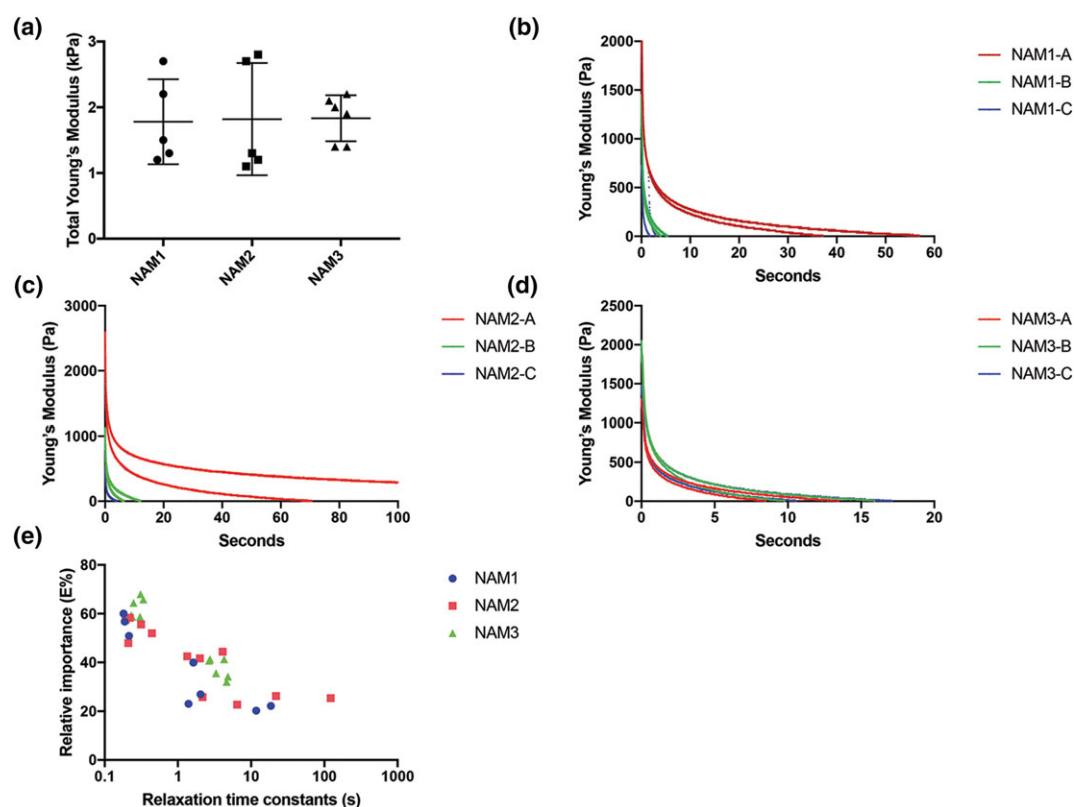 (a)
Total Young's Modulus (kPa)
3
2
1
0
NAM1
NAM2
NAM3
(b)
Young's Modulus (Pa)
2000
1500
1000
500
0
0 10 20 30 40 50 60
Seconds
NAM1-A
NAM1-B
NAM1-C
(c)
Young's Modulus (Pa)
3000
2000
1000
0
0 20 40 60 80 100
Seconds
NAM2-A
NAM2-B
NAM2-C
(d)
Young's Modulus (Pa)
2500
2000
1500
1000
500
0
0 5 10 15 20
Seconds
NAM3-A
NAM3-B
NAM3-C
(e)
Relative importance (E%)
80
60
40
20
0
0.1 1 10 100 1000
Relaxation time constants (s)
NAM1
NAM2
NAM3